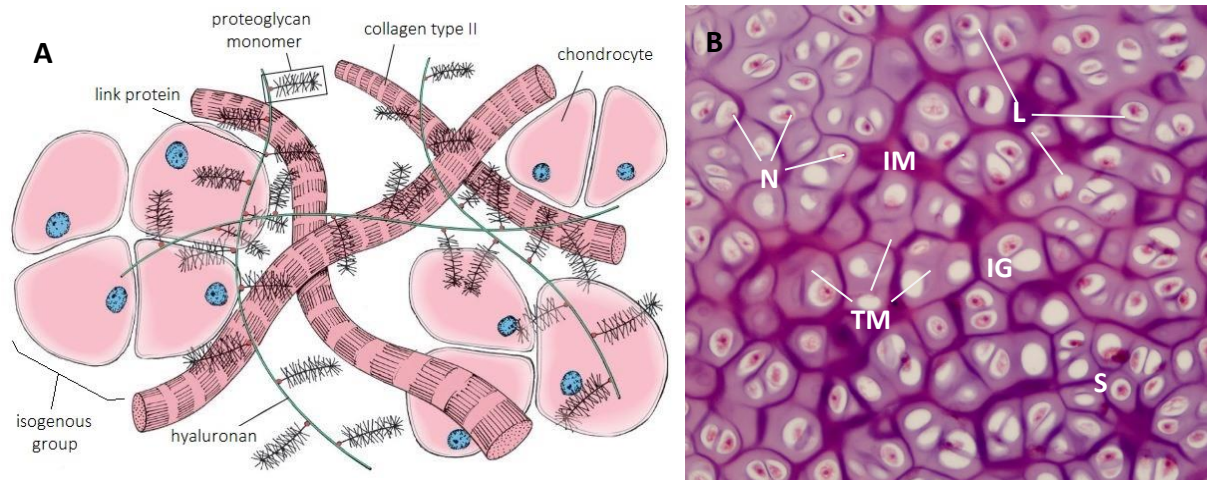 A
proteoglycan
monomer
collagen type II
chondrocyte
link protein
isogenous
group
hyaluronan
B
L
N
IM
IG
TM
S